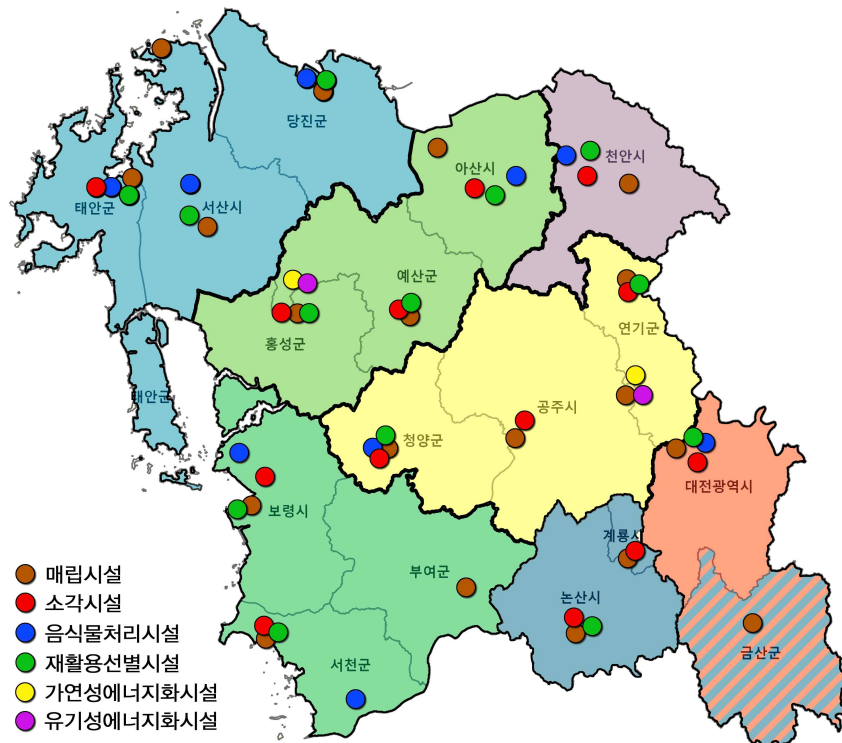 당진군
천안시
아산시
태안군
서산시
예산군
연기군
홍성군
태안군
공주시
청양군
대전광역시
보령시
계룡시
부여군
논산시
금산군
서천군
매립시설
소각시설
음식물처리시설
재활용선별시설
가연성에너지화시설
유기성에너지화시설